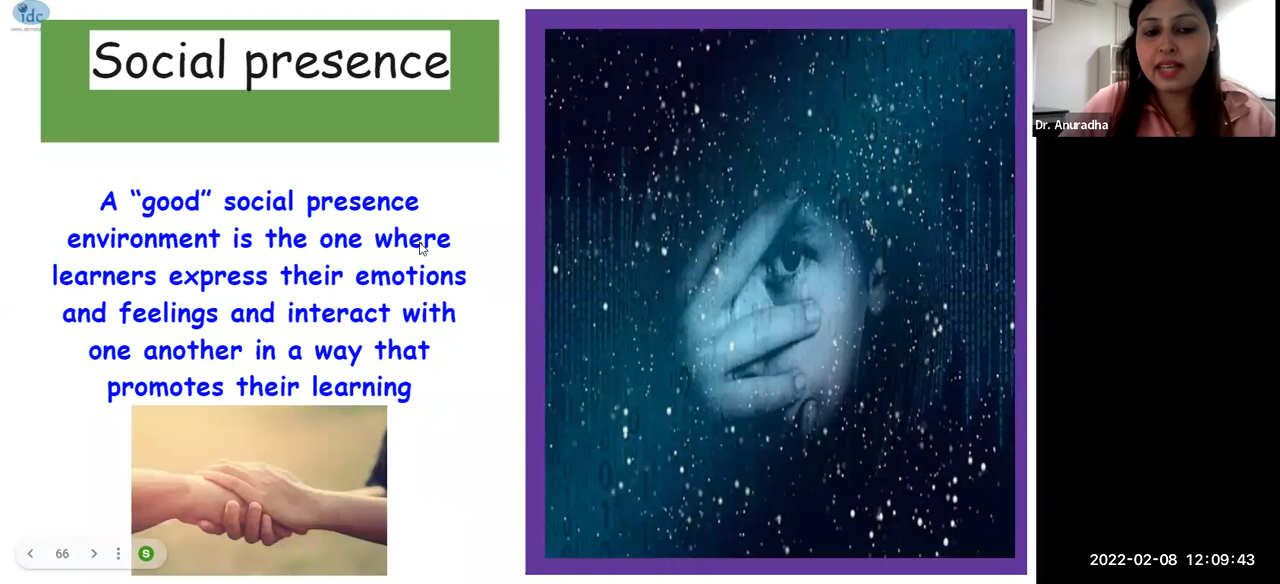 idc
Social presence
A “good” social presence
environment is the one where
learners express their emotions
and feelings and interact with
one another in a way that
promotes their learning
66
S
Dr. Anuradha
2022-02-08 12:09:43